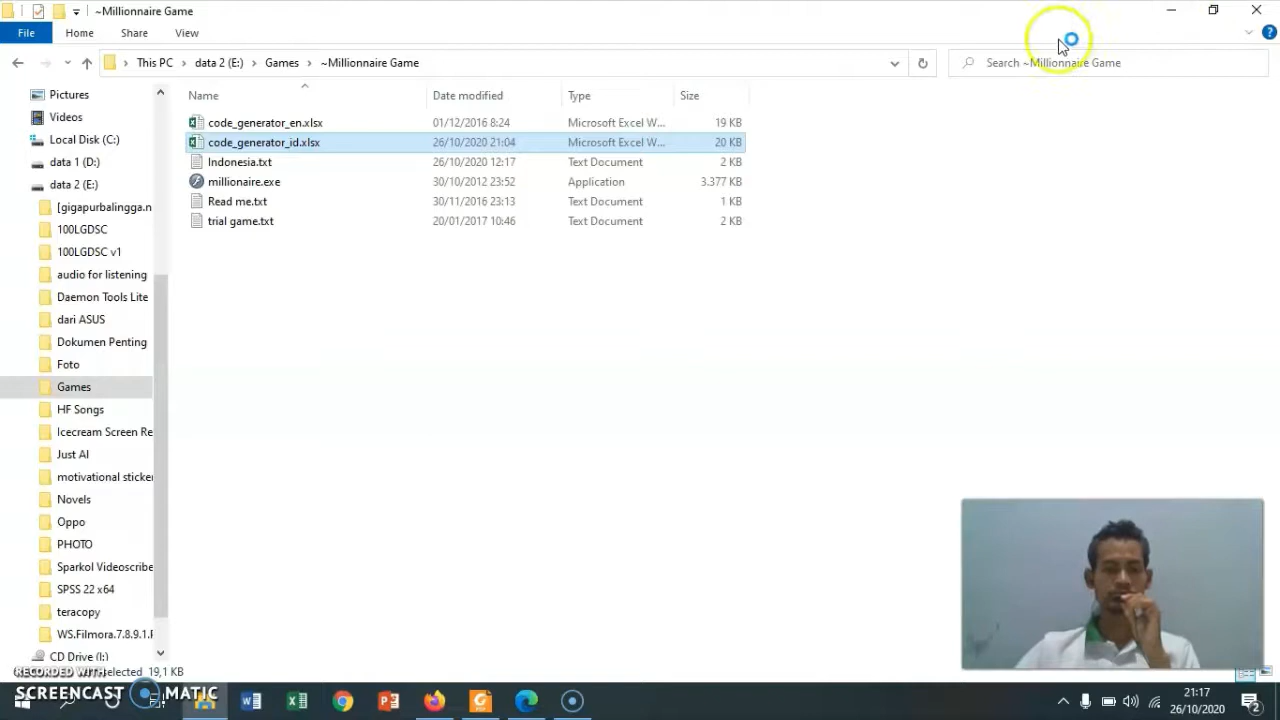 ~Millionnaire Game
File Home Share View
This PC data 2 (E:) Games ~Millionnaire Game
Search ~Millionnaire Game
Name Date modified Type Size
code_generator_en.xlsx 01/12/2016 8:24 Microsoft Excel W... 19 KB
code_generator_id.xlsx 26/10/2020 21:04 Microsoft Excel W... 20 KB
Indonesia.txt 26/10/2020 12:17 Text Document 2 KB
millionaire.exe 30/10/2012 23:52 Application 3.377 KB
Read me.txt 30/11/2016 23:13 Text Document 1 KB
trial game.txt 20/01/2017 10:46 Text Document 2 KB
Pictures
Videos
Local Disk (C:)
data 1 (D:)
data 2 (E:)
[gigapurbalingga.n
100LGDSC
100LGDSC v1
audio for listening
Daemon Tools Lite
dari ASUS
Dokumen Penting
Foto
Games
HF Songs
Icecream Screen Re
Just AI
motivational sticke
Novels
Oppo
PHOTO
Sparkol Videoscribe
SPSS 22 x64
teracopy
WS.Filmora.7.8.9.1.F
CD Drive (I:)
selected 19,1 KB
RECORDED WITH
SCREENCAST MATIC
21:17
26/10/2020
2